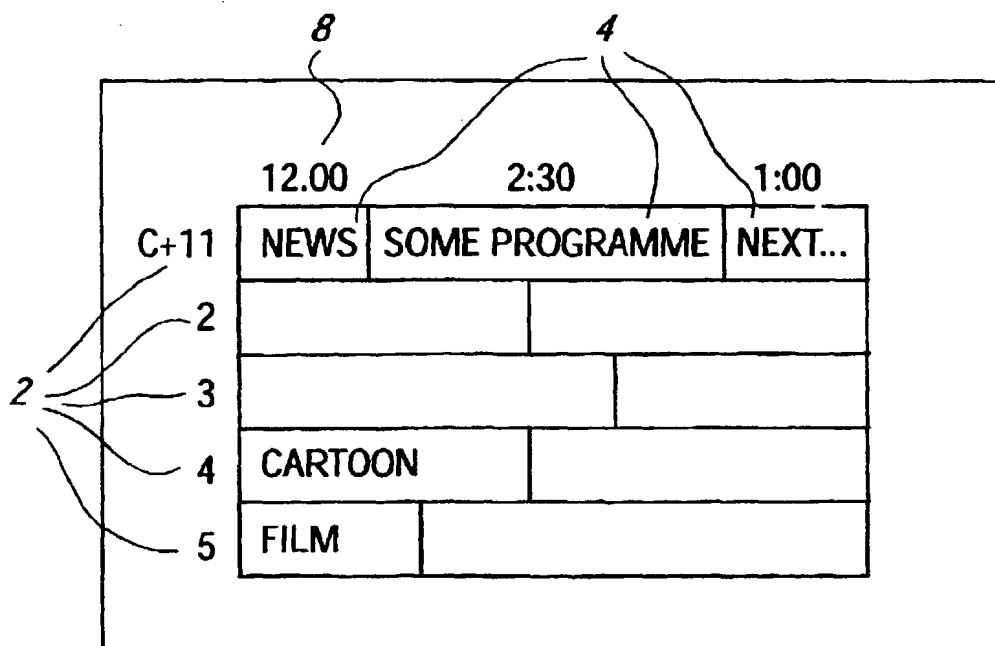 8 4
12.00 2:30 1:00
C+11 NEWS SOME PROGRAMME NEXT...
2
2 3
4 CARTOON
5 FILM